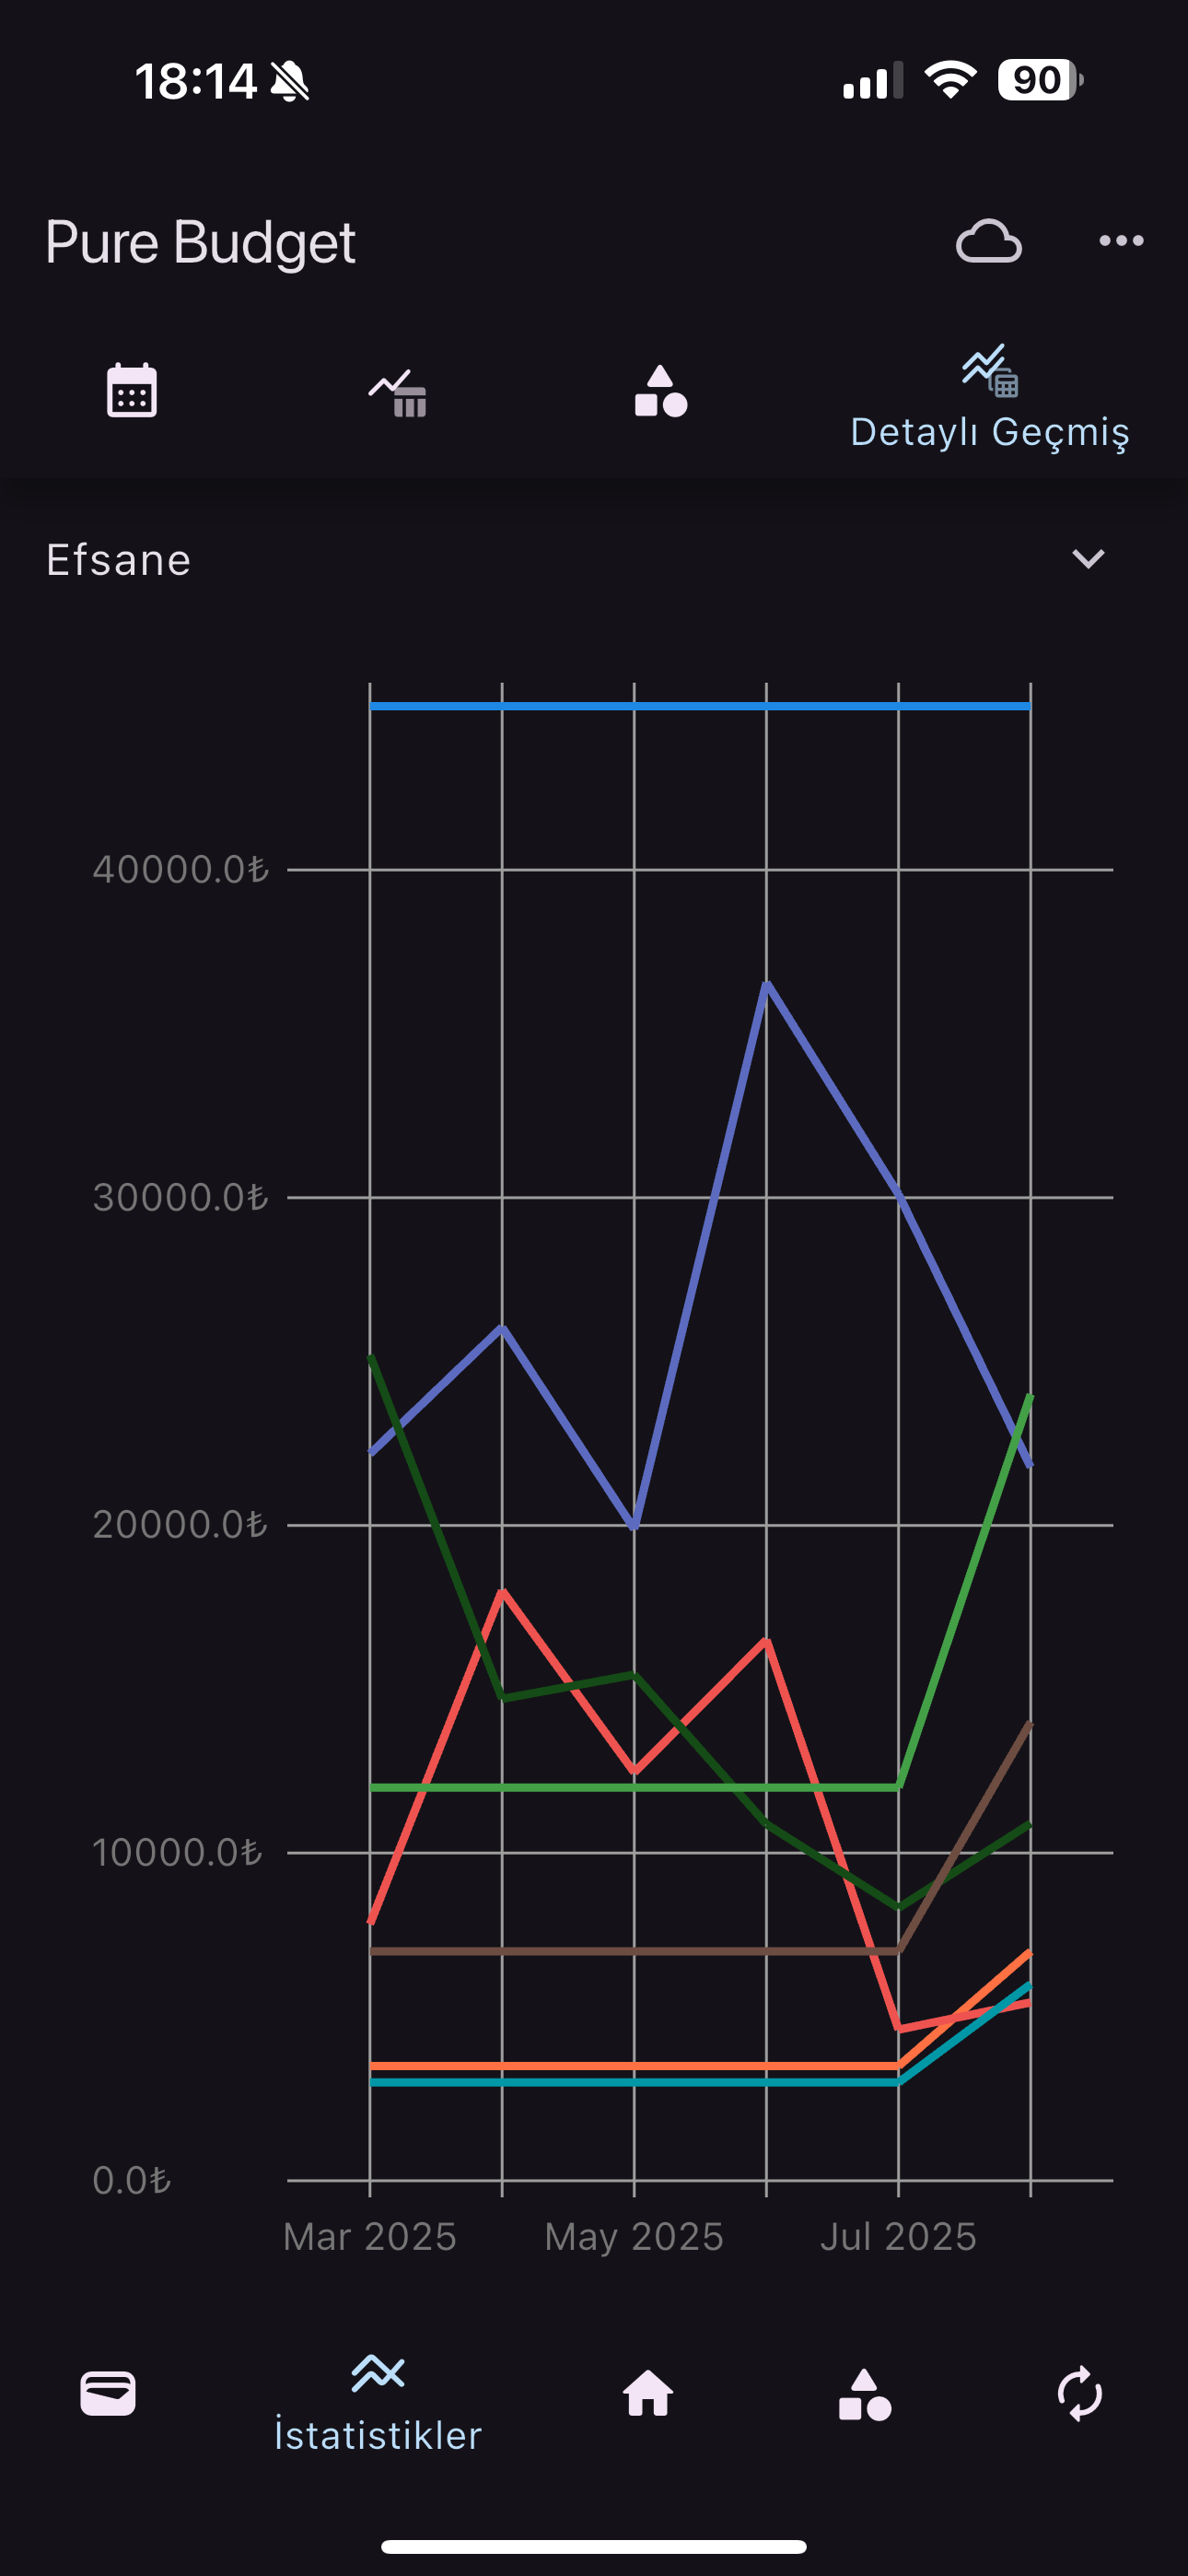 18:14
90
Pure Budget
Detaylı Geçmiş
Efsane
40000.0₺
30000.0₺
20000.0₺
10000.0₺
0.0₺
Mar 2025 May 2025 Jul 2025
İstatistikler